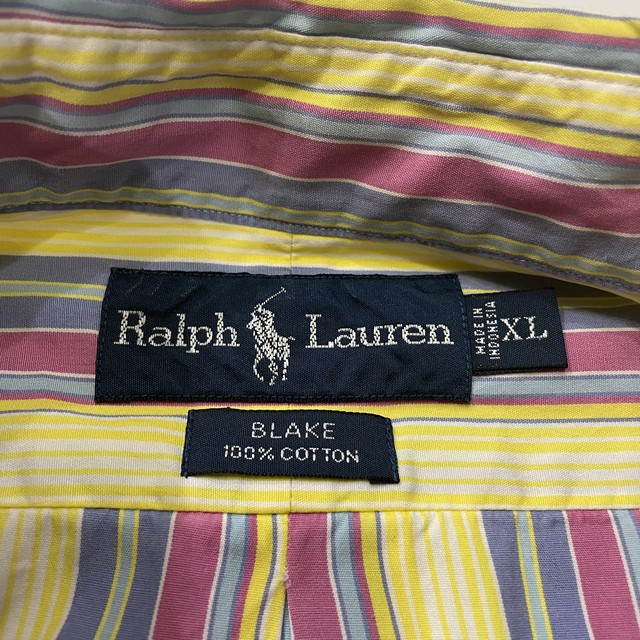 Ralph Lauren
MADE IN
INDONESIA
XL
BLAKE
100% COTTON